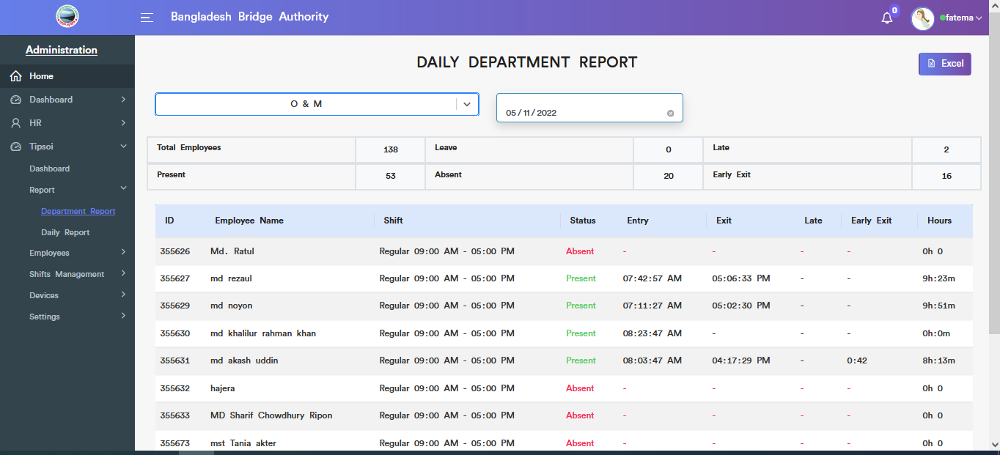 Bangladesh Bridge Authority
0
fatema
Administration
Home
Dashboard
HR
Tipsoi
Dashboard
Report
Department Report
Daily Report
Employees
Shifts Management
Devices
Settings
DAILY DEPARTMENT REPORT
Excel
O & M
05/11/2022
Total Employees 138 Leave 0 Late 2
Present 53 Absent 20 Early Exit 16
ID Employee Name Shift Status Entry Exit Late Early Exit Hours
355626 Md. Ratul Regular 09:00 AM - 05:00 PM Absent - - - - 0h 0
355627 md rezaul Regular 09:00 AM - 05:00 PM Present 07:42:57 AM 05:06:33 PM - - 9h:23m
355629 md noyon Regular 09:00 AM - 05:00 PM Present 07:11:27 AM 05:02:30 PM - - 9h:51m
355630 md khalilur rahman khan Regular 09:00 AM - 05:00 PM Present 08:23:47 AM - - - 0h:0m
355631 md akash uddin Regular 09:00 AM - 05:00 PM Present 08:03:47 AM 04:17:29 PM - 0:42 8h:13m
355632 hajera Regular 09:00 AM - 05:00 PM Absent - - - - 0h 0
355633 MD Sharif Chowdhury Ripon Regular 09:00 AM - 05:00 PM Absent - - - - 0h 0
355673 mst Tania akter Regular 09:00 AM - 05:00 PM Absent - - - - 0h 0